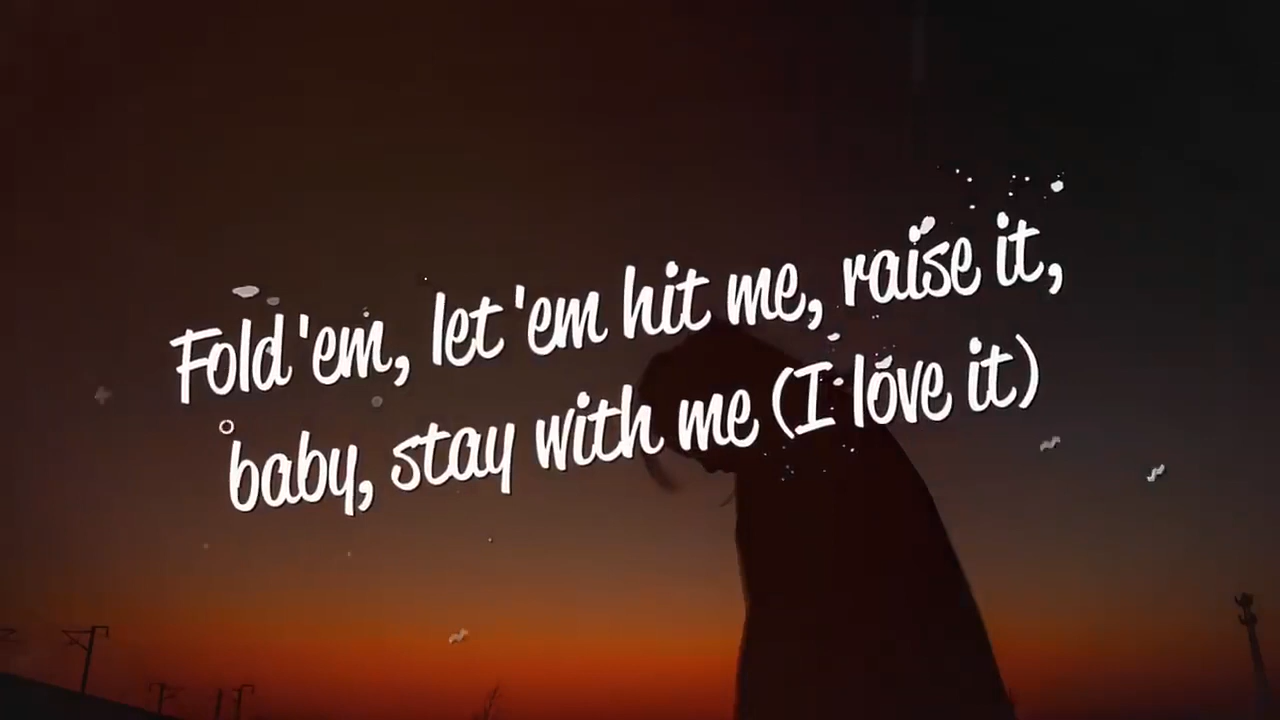 Fold 'em, let 'em hit me, raise it,
baby, stay with me (I love it)